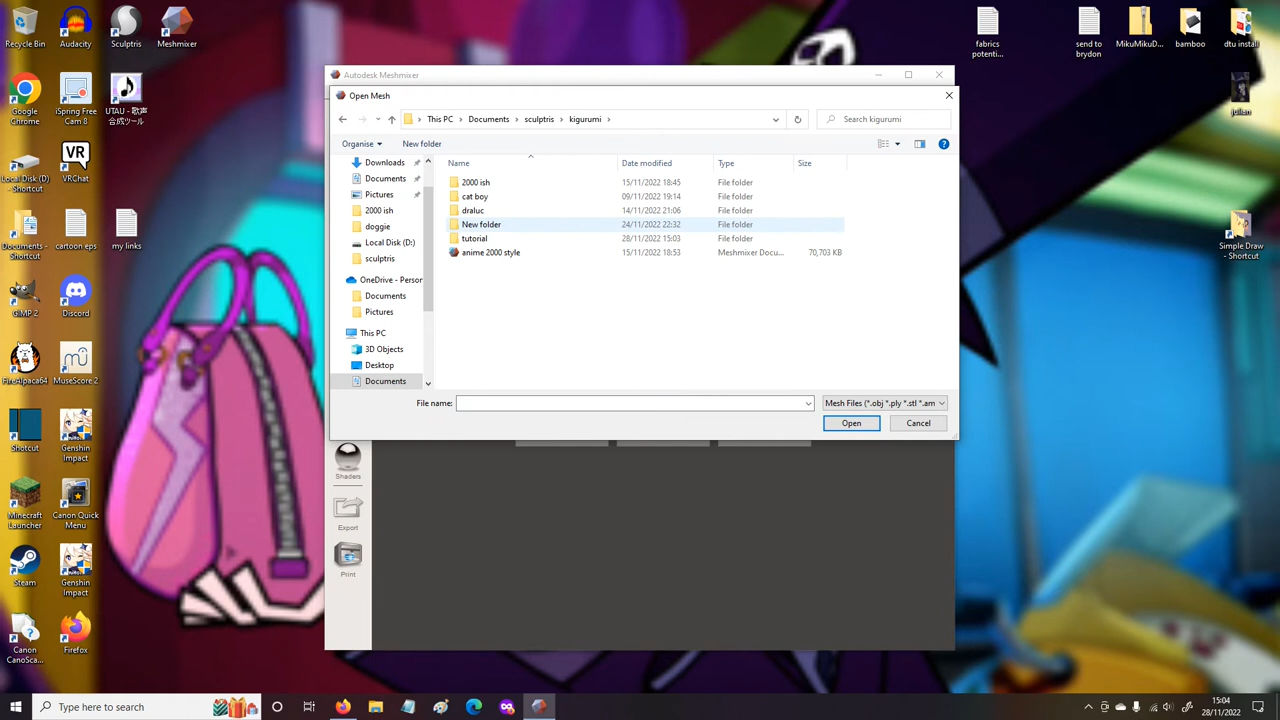 Recycle Bin
Audacity
Sculptris
Meshmixer
Google Chrome
iSpring Free Cam 8
UTAU - 歌声合成ツール
Local Disk (D:) Shortcut
VRChat
Documents - Shortcut
cartoon eps
my links
GIMP 2
Discord
FireAlpaca64
MuseScore 2
Shotcut
Genshin Impact
Minecraft Launcher
Canon Quick Menu
Steam
Genshin Impact
Canon CanoSca...
Firefox
fabrics potenti...
send to brydon
MikuMikuD...
bamboo
dtu install
julian
Simple Draw - Shortcut
Autodesk Meshmixer
Open Mesh
This PC > Documents > sculptris > kigurumi >
Search kigurumi
Organise
New folder
Downloads
Documents
Pictures
2000 ish
doggie
Local Disk (D:)
sculptris
OneDrive - Person
Documents
Pictures
This PC
3D Objects
Desktop
Documents
Name Date modified Type Size
2000 ish 15/11/2022 18:45 File folder
cat boy 09/11/2022 19:14 File folder
draluc 14/11/2022 21:06 File folder
New folder 24/11/2022 22:32 File folder
tutorial 28/11/2022 15:03 File folder
anime 2000 style 15/11/2022 18:53 Meshmixer Docu... 70,703 KB
File name:
Mesh Files (*.obj *.ply *.stl *.am
Open
Cancel
Shaders
Export
Print
Type here to search
15:04
28/11/2022